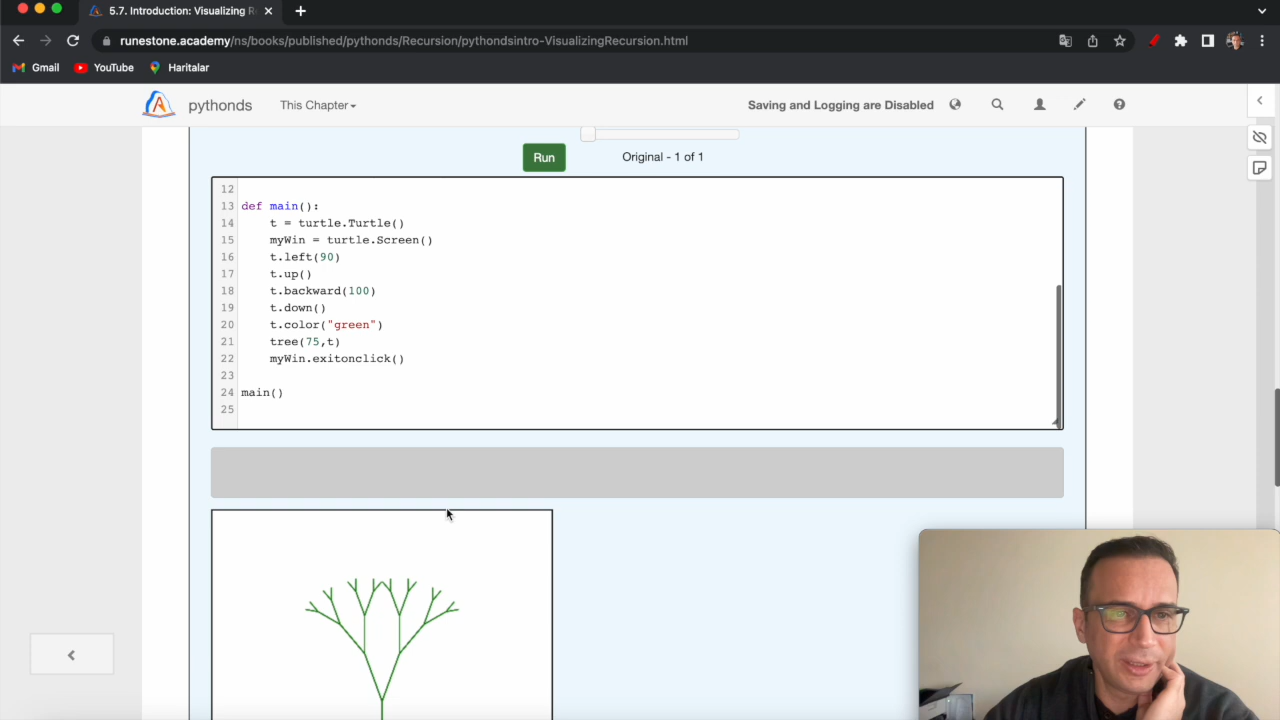 5.7. Introduction: Visualizing R
runestone.academy/ns/books/published/pythonds/Recursion/pythondsintro-VisualizingRecursion.html
Gmail YouTube Haritalar
pythonds This Chapter Saving and Logging are Disabled
Run Original - 1 of 1
12
13 def main():
14     t = turtle.Turtle()
15     myWin = turtle.Screen()
16     t.left(90)
17     t.up()
18     t.backward(100)
19     t.down()
20     t.color("green")
21     tree(75,t)
22     myWin.exitonclick()
23
24 main()
25